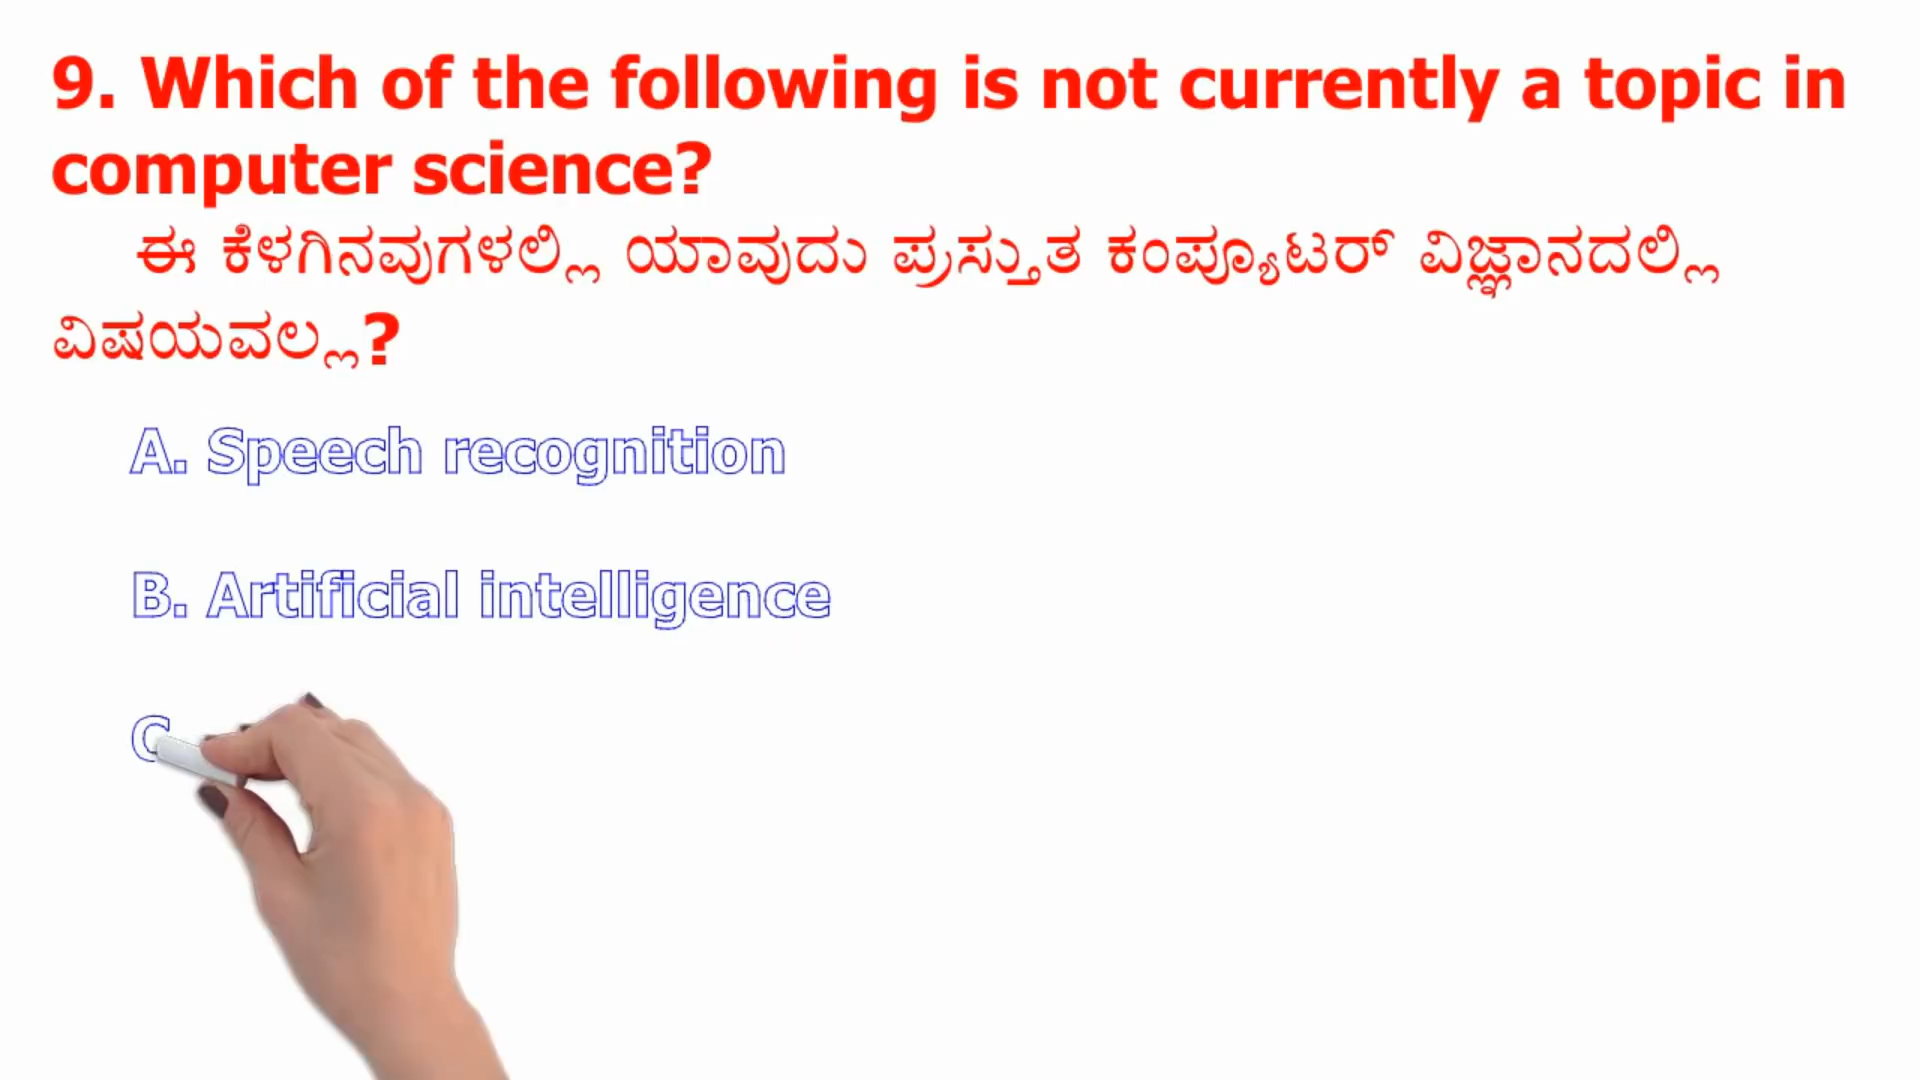 9. Which of the following is not currently a topic in
computer science?
ಈ ಕೆಳಗಿನವುಗಳಲ್ಲಿ ಯಾವುದು ಪ್ರಸ್ತುತ ಕಂಪ್ಯೂಟರ್ ವಿಜ್ಞಾನದಲ್ಲಿ
ವಿಷಯವಲ್ಲ?
A. Speech recognition
B. Artificial intelligence
C